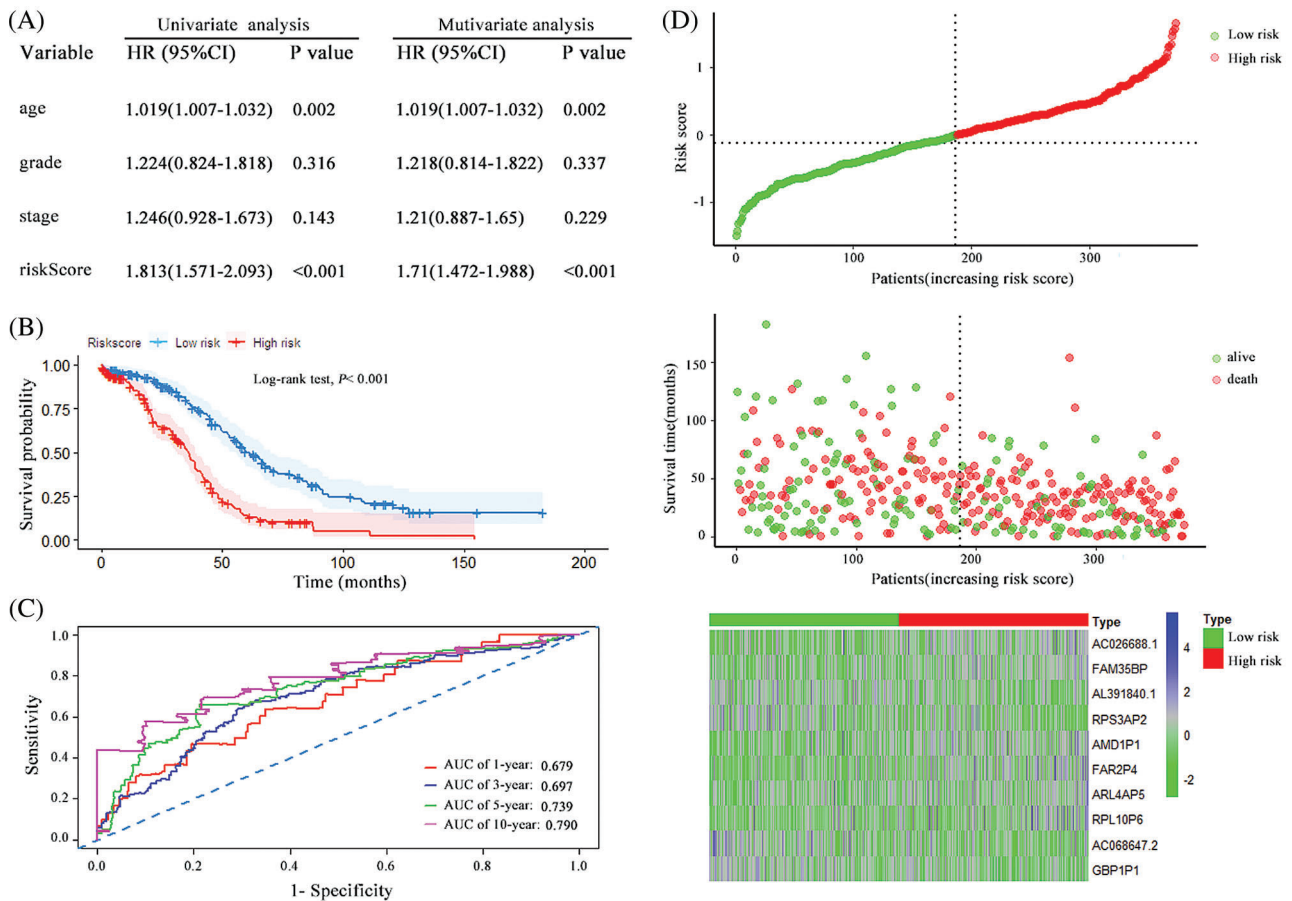 (A)
Univariate analysis Mutivariate analysis
Variable HR (95%CI) P value HR (95%CI) P value
age 1.019(1.007-1.032) 0.002 1.019(1.007-1.032) 0.002
grade 1.224(0.824-1.818) 0.316 1.218(0.814-1.822) 0.337
stage 1.246(0.928-1.673) 0.143 1.21(0.887-1.65) 0.229
riskScore 1.813(1.571-2.093) <0.001 1.71(1.472-1.988) <0.001
(B)
Riskscore Low risk High risk
Log-rank test, P< 0.001
Survival probability
1.00
0.75
0.50
0.25
0.00
0 50 100 150 200
Time (months)
(C)
Sensitivity
1.0
0.8
0.6
0.4
0.2
0.0
AUC of 1-year: 0.679
AUC of 3-year: 0.697
AUC of 5-year: 0.739
AUC of 10-year: 0.790
0.0 0.2 0.4 0.6 0.8 1.0
1- Specificity
(D)
Low risk
High risk
Risk score
1
0
-1
0 100 200 300
Patients(increasing risk score)
alive
death
Survival time(months)
150
100
50
0
0 100 200 300
Patients(increasing risk score)
Type
AC026688.1
FAM35BP
AL391840.1
RPS3AP2
AMD1P1
FAR2P4
ARL4AP5
RPL10P6
AC068647.2
GBP1P1
4
2
0
-2
Type
Low risk
High risk